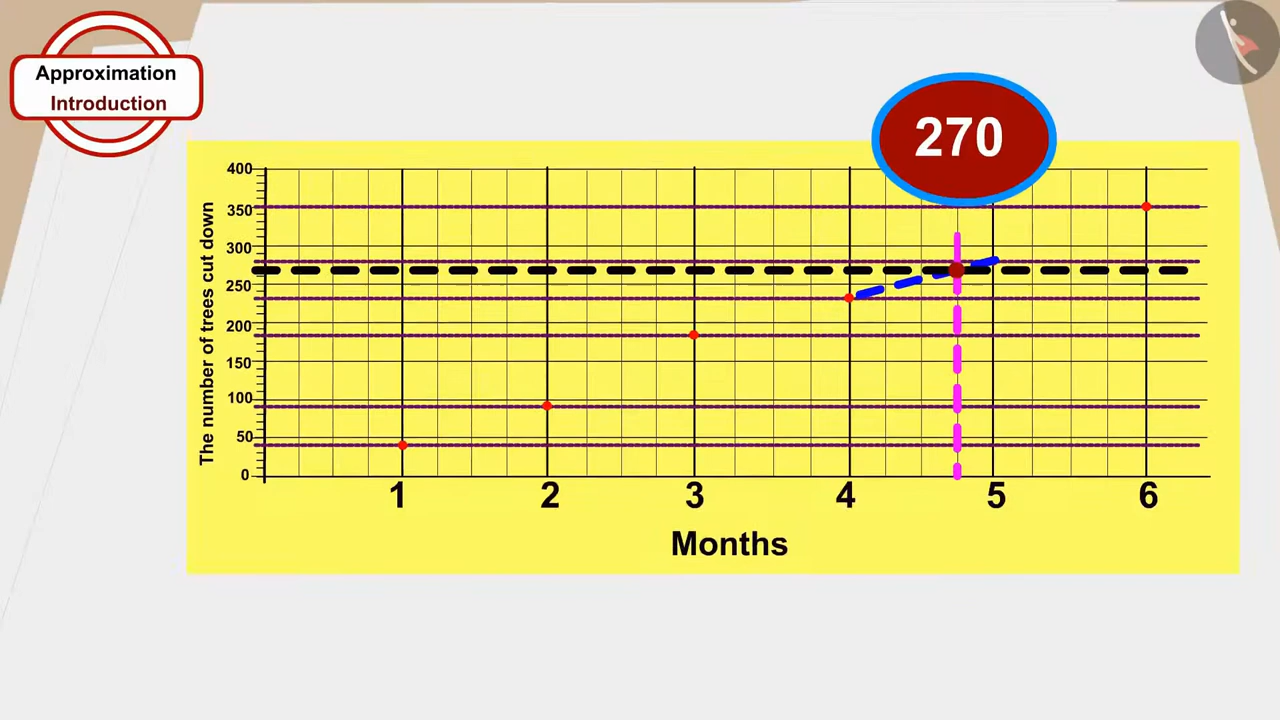 Approximation
Introduction
270
The number of trees cut down
400
350
300
250
200
150
100
50
0
1 2 3 4 5 6
Months